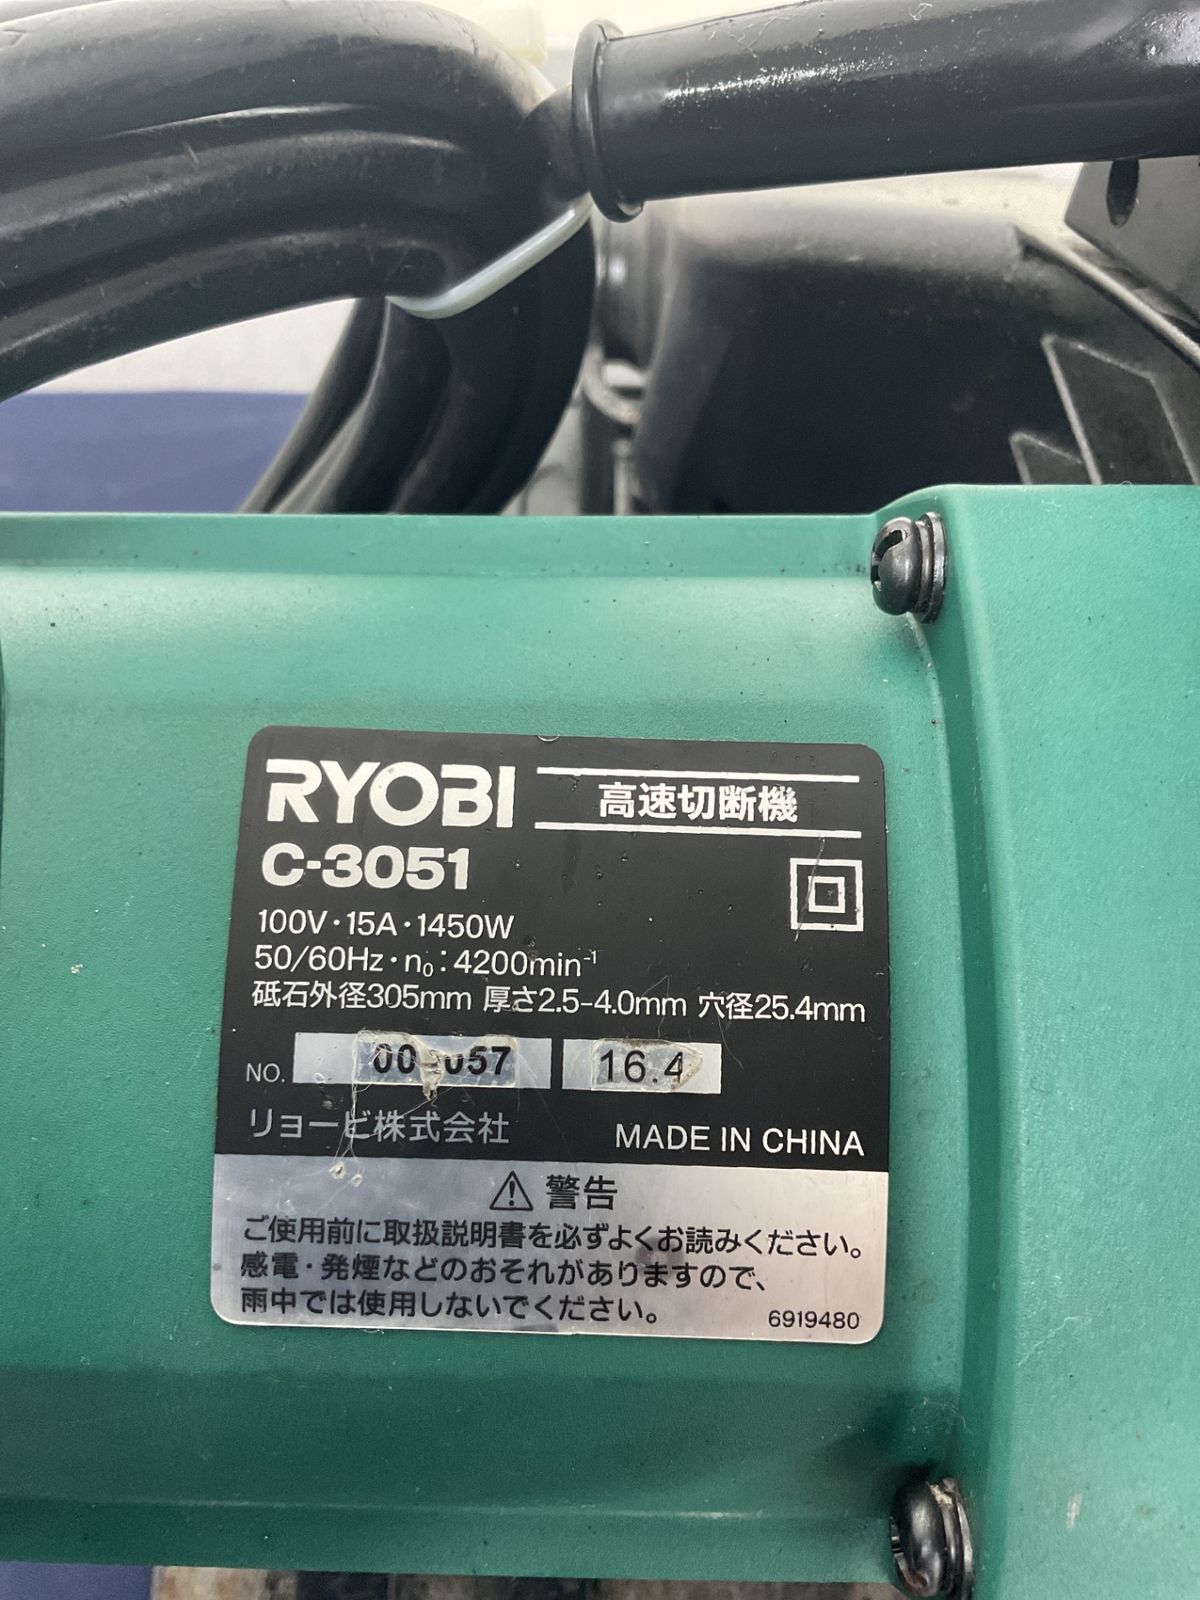 RYOBI 高速切断機
C-3051
100V・15A・1450W
50/60Hz・n₀：4200min⁻¹
砥石外径305mm 厚さ2.5-4.0mm 穴径25.4mm
NO. 16.4
リョービ株式会社 MADE IN CHINA
警告
ご使用前に取扱説明書を必ずよくお読みください。
感電・発煙などのおそれがありますので、
雨中では使用しないでください。
6919480